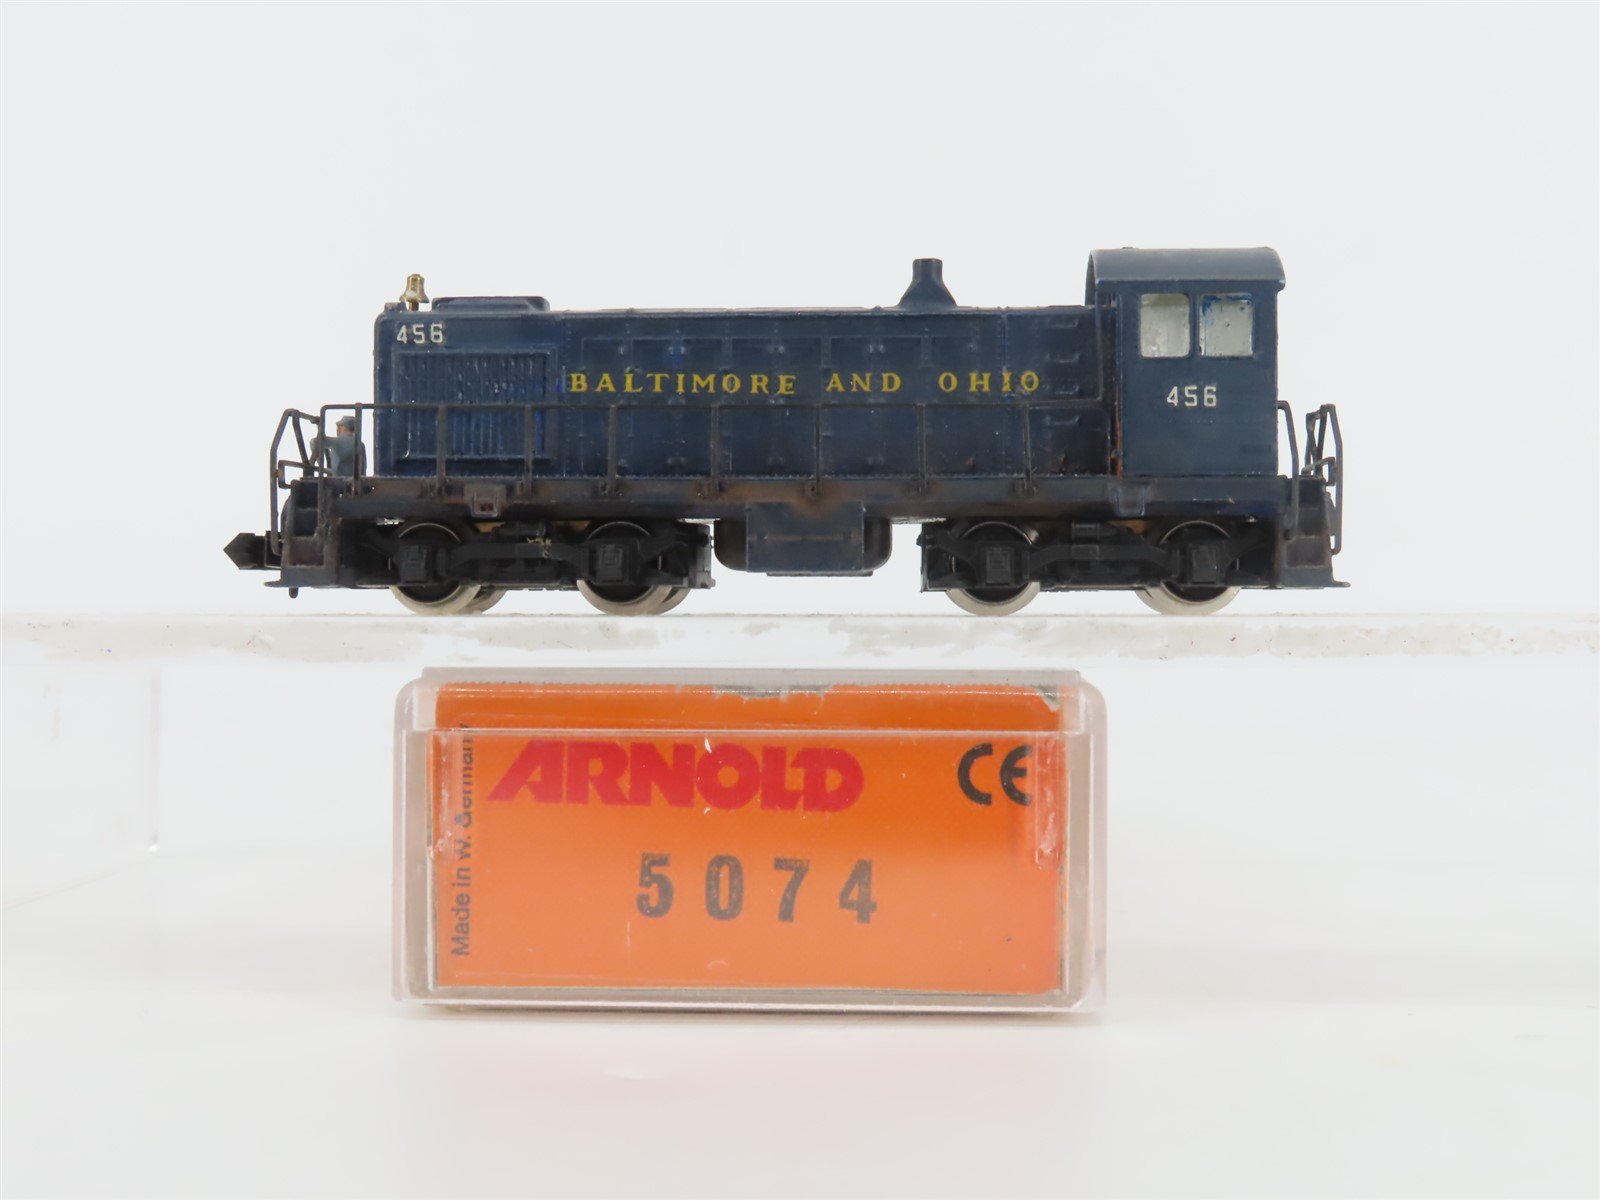 456
BALTIMORE AND OHIO
456
ARNOLD
CE
5074
Made in W. Germany